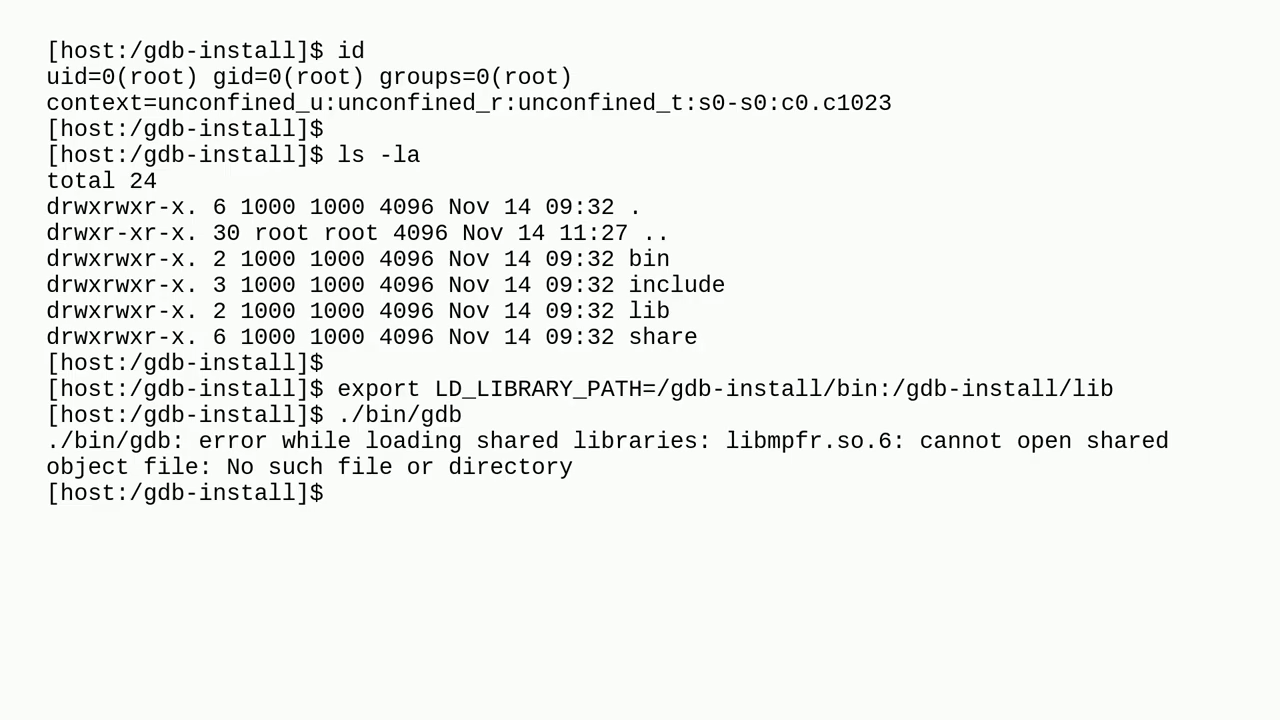 [host:/gdb-install]$ id
uid=0(root) gid=0(root) groups=0(root)
context=unconfined_u:unconfined_r:unconfined_t:s0-s0:c0.c1023
[host:/gdb-install]$
[host:/gdb-install]$ ls -la
total 24
drwxrwxr-x. 6 1000 1000 4096 Nov 14 09:32 .
drwxr-xr-x. 30 root root 4096 Nov 14 11:27 ..
drwxrwxr-x. 2 1000 1000 4096 Nov 14 09:32 bin
drwxrwxr-x. 3 1000 1000 4096 Nov 14 09:32 include
drwxrwxr-x. 2 1000 1000 4096 Nov 14 09:32 lib
drwxrwxr-x. 6 1000 1000 4096 Nov 14 09:32 share
[host:/gdb-install]$
[host:/gdb-install]$ export LD_LIBRARY_PATH=/gdb-install/bin:/gdb-install/lib
[host:/gdb-install]$ ./bin/gdb
./bin/gdb: error while loading shared libraries: libmpfr.so.6: cannot open shared
object file: No such file or directory
[host:/gdb-install]$